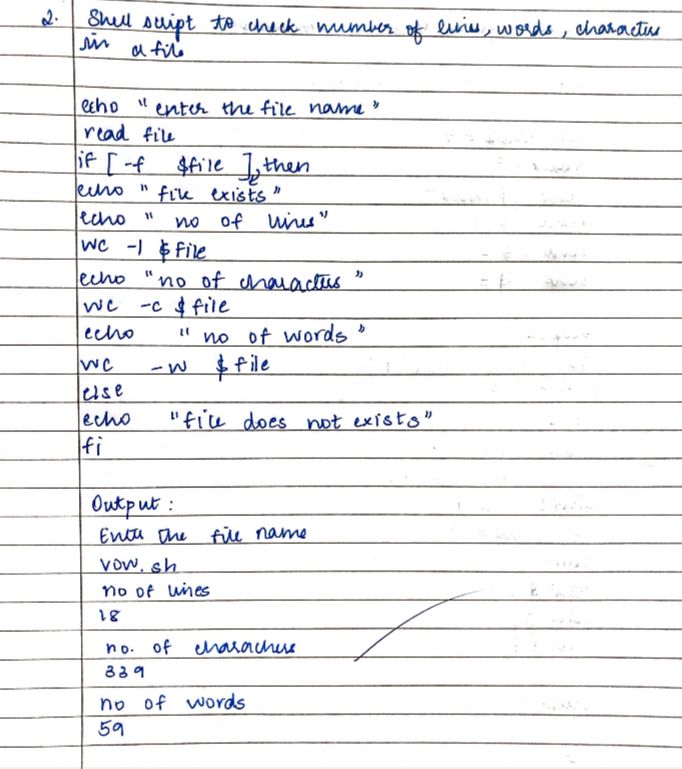 2. Shell script to check number of lines, words, characters
in a file
echo "enter the file name"
read file
if [ -f $file ], then
echo "file exists"
echo " no of lines"
wc -l $file
echo "no of characters"
wc -c $file
echo " no of words"
wc -w $file
else
echo "file does not exists"
fi
Output :
Enter the file name
vow.sh
no of lines
18
no. of characters
339
no of words
59